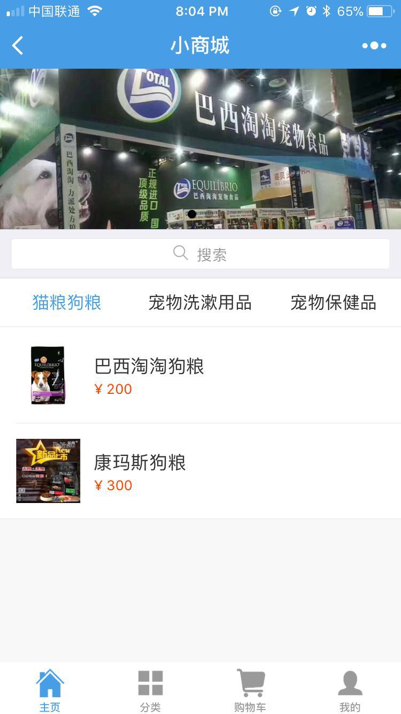 中国联通
8:04 PM
65%
小商城
TOTAL
巴西淘淘宠物食品
EQUILÍBRIO
巴西淘淘宠物食品
正规进口
顶级品质
搜索
猫粮狗粮
宠物洗漱用品
宠物保健品
EQUILIBRIO
巴西淘淘狗粮
¥ 200
康玛斯狗粮
¥ 300
主页
分类
购物车
我的